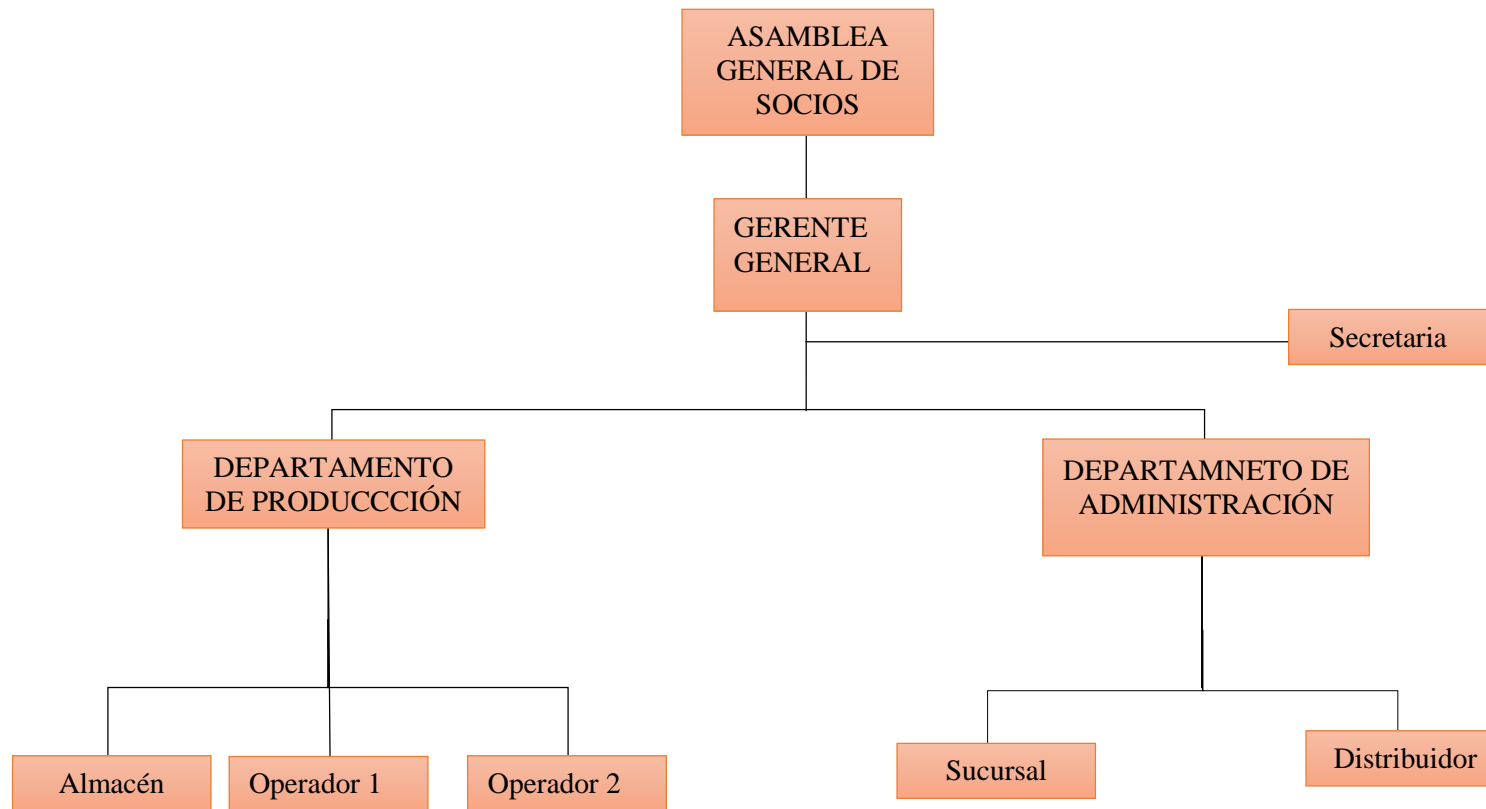 ASAMBLEA
GENERAL DE
SOCIOS
GERENTE
GENERAL
Secretaria
DEPARTAMENTO
DE PRODUCCCIÓN
DEPARTAMNETO DE
ADMINISTRACIÓN
Almacén
Operador 1
Operador 2
Sucursal
Distribuidor